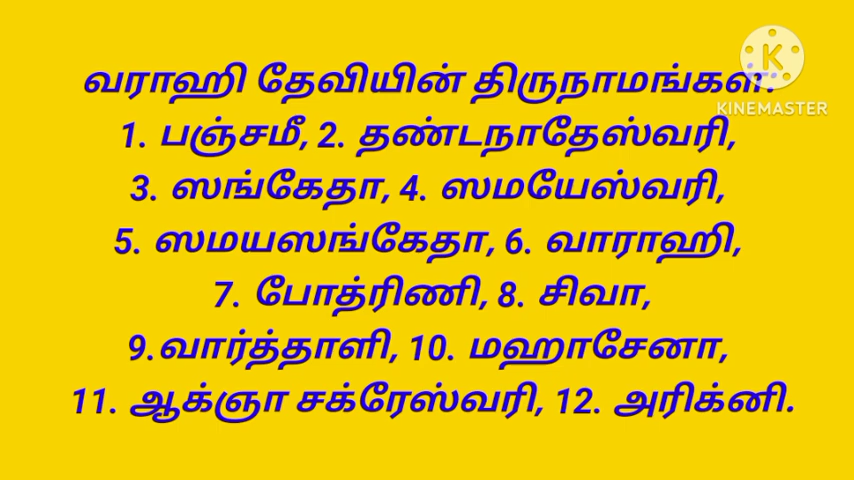 வராஹி தேவியின் திருநாமங்கள்:
K
KINEMASTER
1. பஞ்சமீ, 2. தண்டநாதேஸ்வரி,
3. ஸங்கேதா, 4. ஸமயேஸ்வரி,
5. ஸமயஸங்கேதா, 6. வாராஹி,
7. போத்ரிணி, 8. சிவா,
9.வார்த்தாளி, 10. மஹாசேனா,
11. ஆக்ஞா சக்ரேஸ்வரி, 12. அரிக்னி.